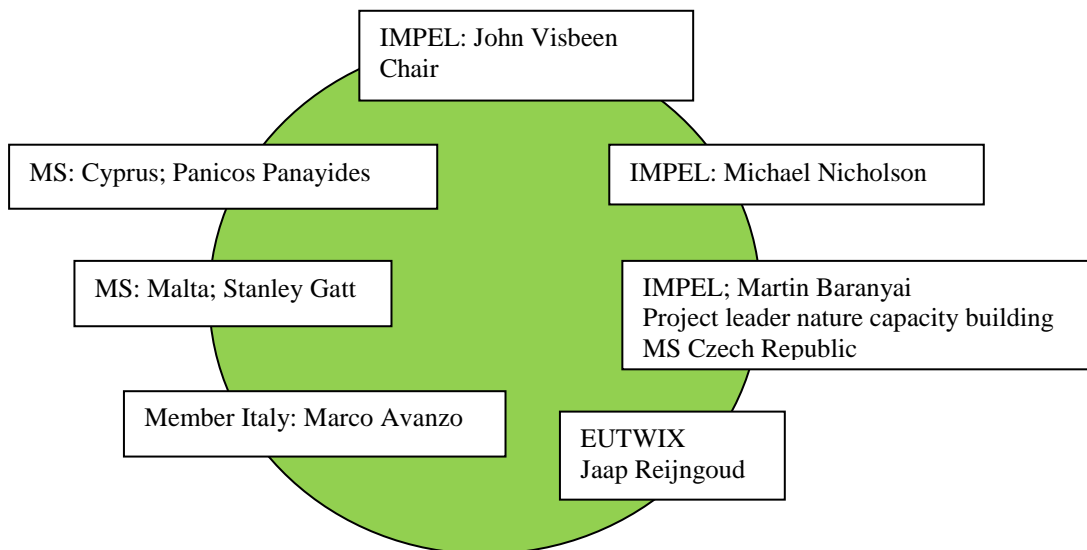 IMPEL: John Visbeen
Chair
MS: Cyprus; Panicos Panayides
IMPEL: Michael Nicholson
MS: Malta; Stanley Gatt
IMPEL; Martin Baranyai
Project leader nature capacity building
MS Czech Republic
Member Italy: Marco Avanzo
EUTWIX
Jaap Reijngoud